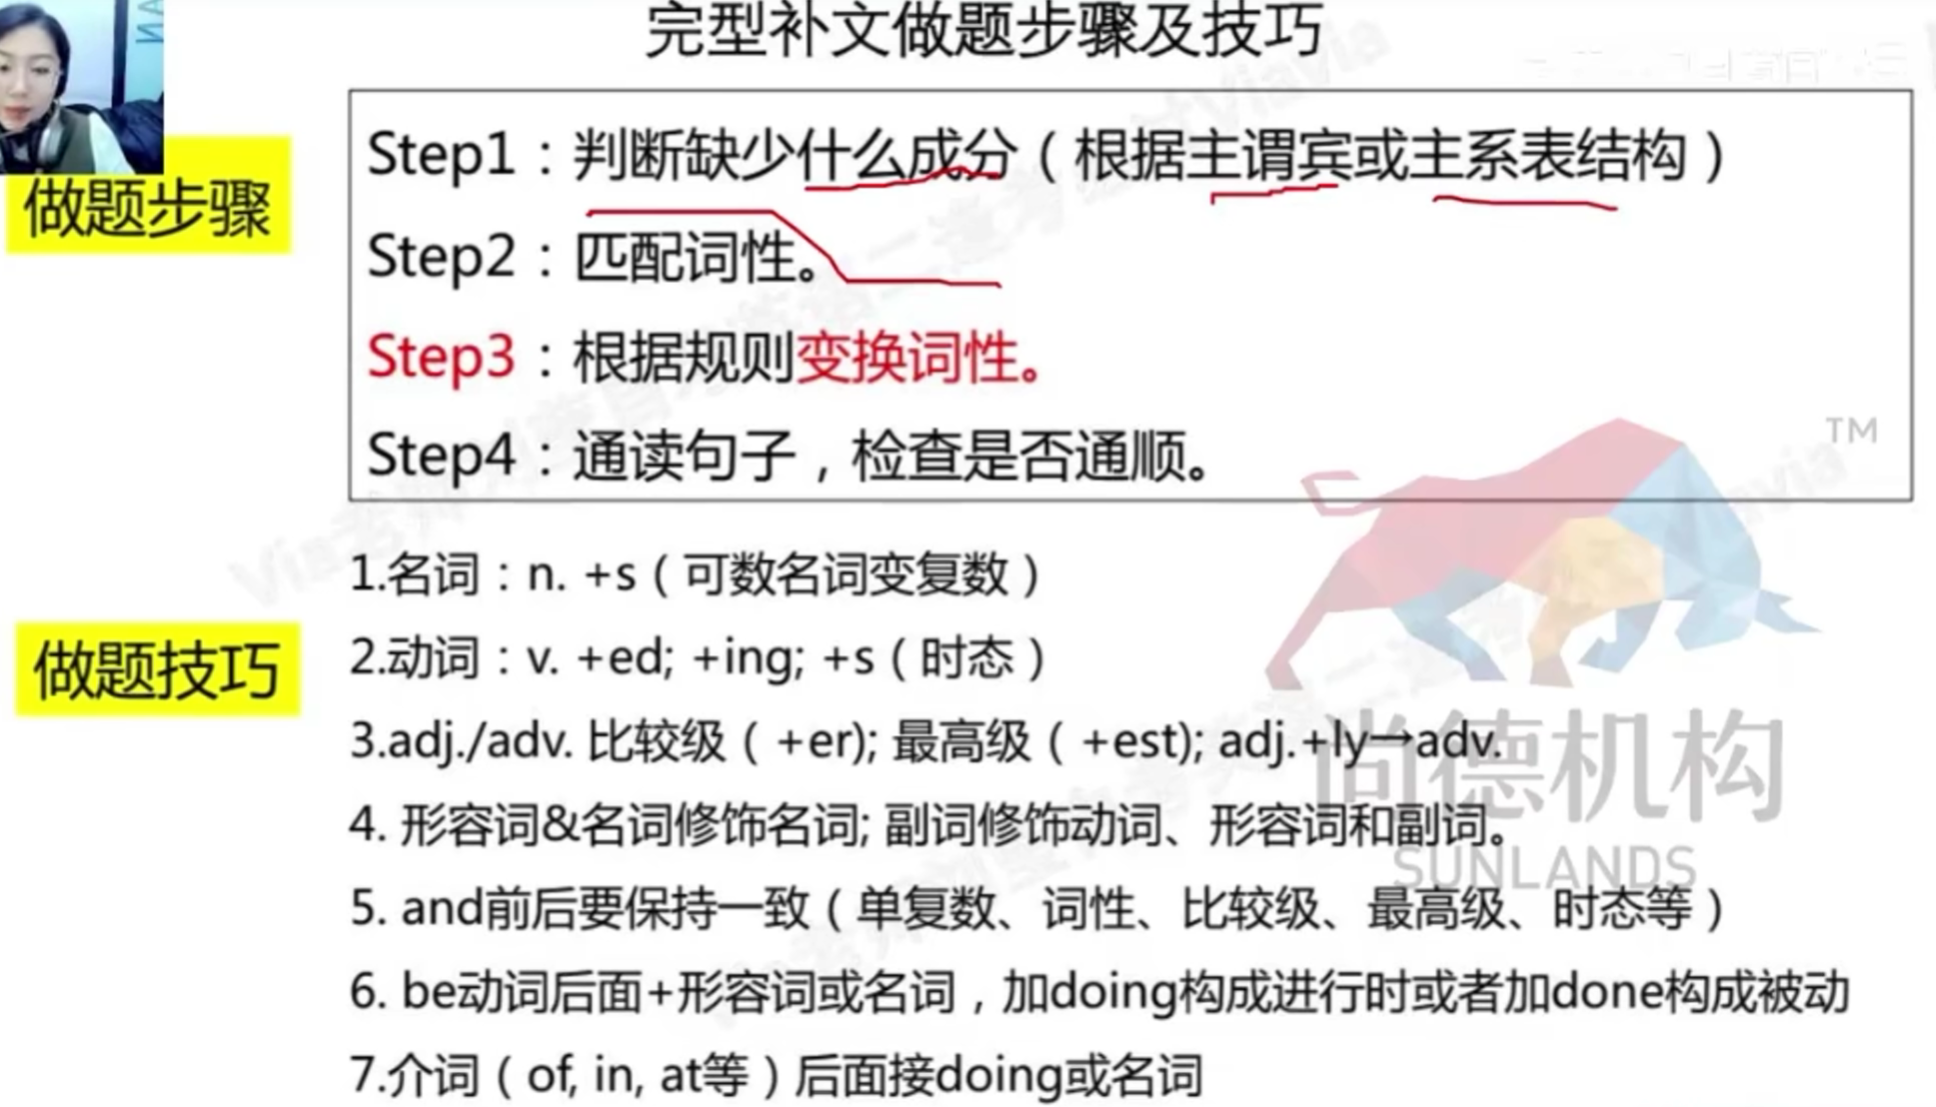 完型补文做题步骤及技巧
做题步骤
Step1：判断缺少什么成分（根据主谓宾或主系表结构）
Step2：匹配词性。
Step3：根据规则变换词性。
Step4：通读句子，检查是否通顺。
TM
做题技巧
1.名词：n. +s（可数名词变复数）
2.动词：v. +ed; +ing; +s（时态）
3.adj./adv. 比较级（ +er); 最高级（ +est); adj.+ly→adv.
4. 形容词&名词修饰名词; 副词修饰动词、形容词和副词。
5. and前后要保持一致（单复数、词性、比较级、最高级、时态等）
6. be动词后面+形容词或名词，加doing构成进行时或者加done构成被动
7.介词（of, in, at等）后面接doing或名词
尚德机构
SUNLANDS